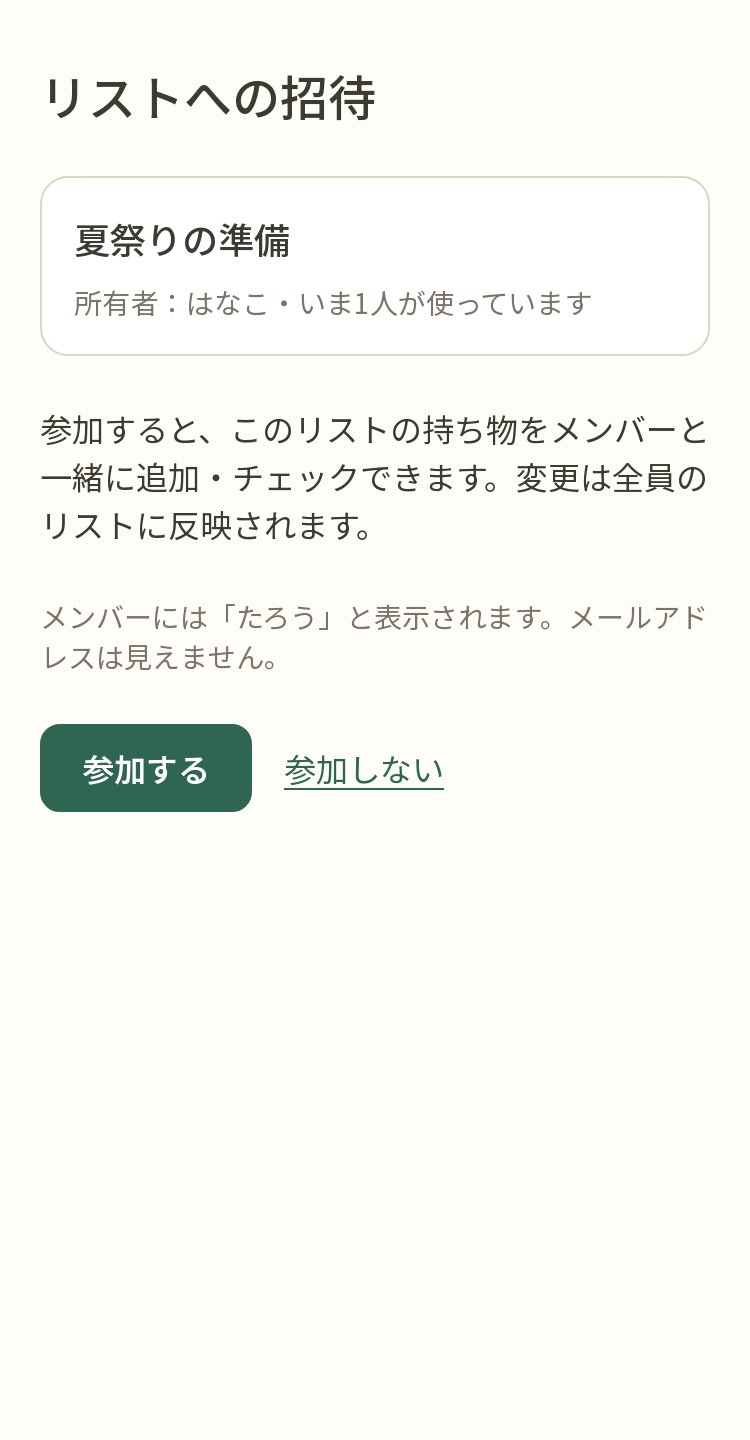 リストへの招待
夏祭りの準備
所有者：はなこ・いま1人が使っています
参加すると、このリストの持ち物をメンバーと
一緒に追加・チェックできます。変更は全員の
リストに反映されます。
メンバーには「たろう」と表示されます。メールアド
レスは見えません。
参加する
参加しない